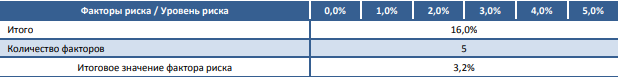 Факторы риска / Уровень риска 0,0% 1,0% 2,0% 3,0% 4,0% 5,0%
Итого 16,0%
Количество факторов 5
Итоговое значение фактора риска 3,2%